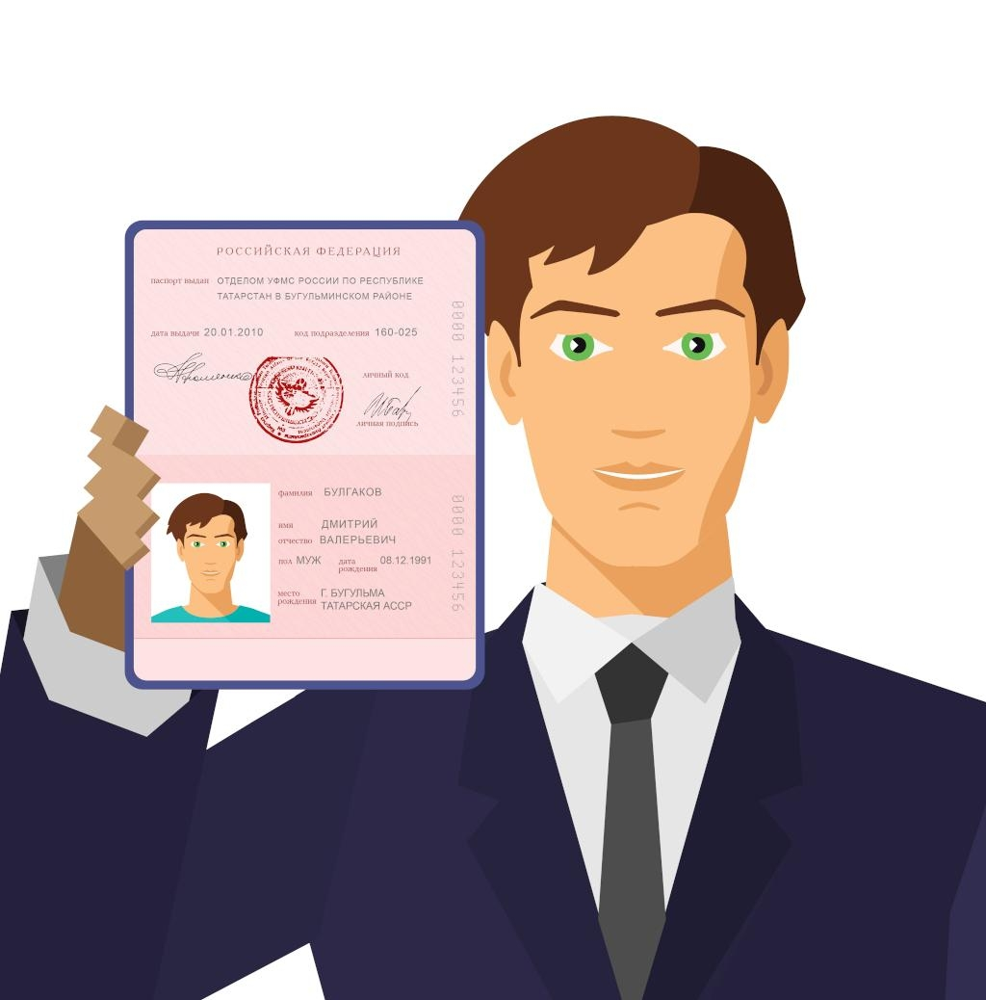 РОССИЙСКАЯ ФЕДЕРАЦИЯ
паспорт выдан ОТДЕЛОМ УФМС РОССИИ ПО РЕСПУБЛИКЕ
ТАТАРСТАН В БУГУЛЬМИНСКОМ РАЙОНЕ
дата выдачи 20.01.2010 код подразделения 160-025
личный код
личная подпись
0000 123456
фамилия БУЛГАКОВ
имя ДМИТРИЙ
отчество ВАЛЕРЬЕВИЧ
пол МУЖ дата рождения 08.12.1991
место рождения Г. БУГУЛЬМА
ТАТАРСКАЯ АССР
0000 123456